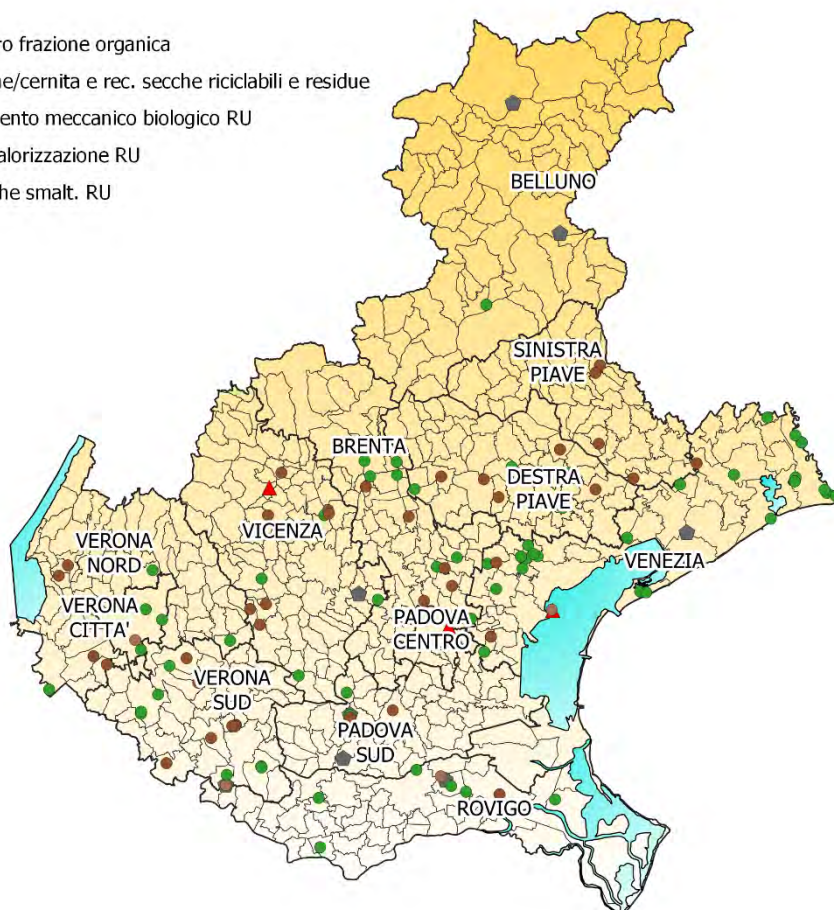 ro frazione organica
ne/cernita e rec. secche riciclabili e residue
ento meccanico biologico RU
alorizzazione RU
he smalt. RU
BELLUNO
SINISTRA
PIAVE
BRENTA
DESTRA
PIAVE
VICENZA
VERONA
NORD
VENEZIA
VERONA
CITTA'
PADOVA
CENTRO
VERONA
SUD
PADOVA
SUD
ROVIGO